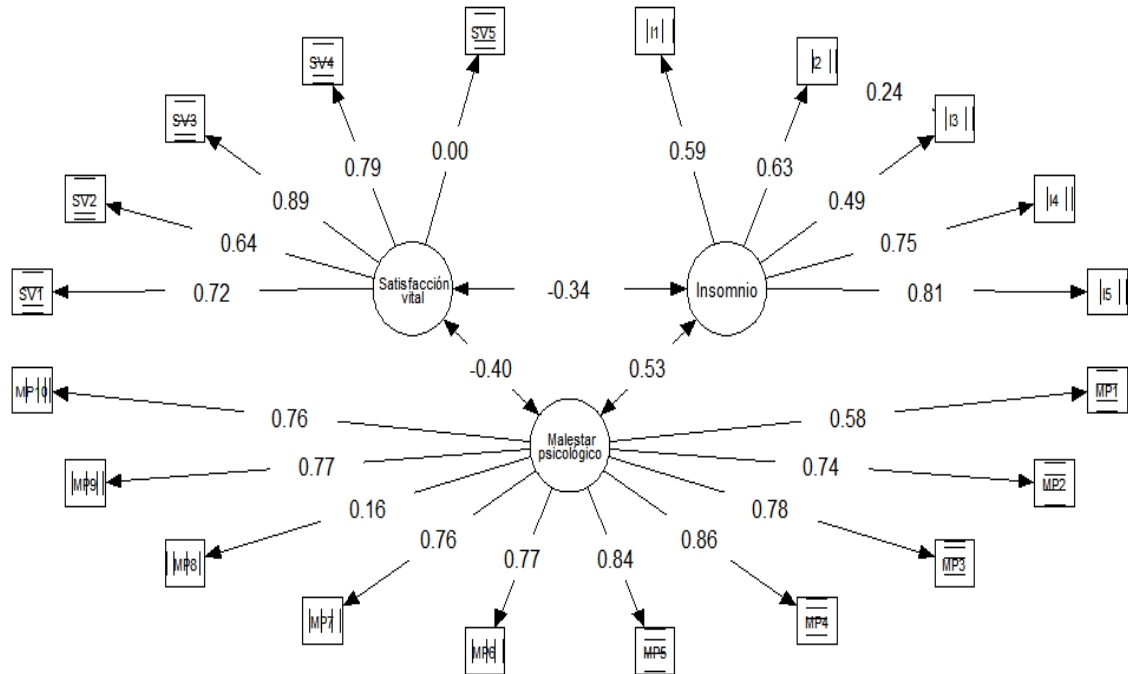 SV5
I1
SV4
I2
SV3
0.24
I3
0.79
0.00
0.59
0.63
SV2
0.89
0.49
I4
0.64
0.75
SV1
0.72
Satisfacción
vital
-0.34
Insomnio
0.81
I5
-0.40
0.53
MP10
0.76
Malestar
psicológico
0.58
MP1
MP9
0.77
0.74
MP2
0.16
0.78
MP8
0.76
0.77
0.84
0.86
MP3
MP7
MP4
MP6
MP5